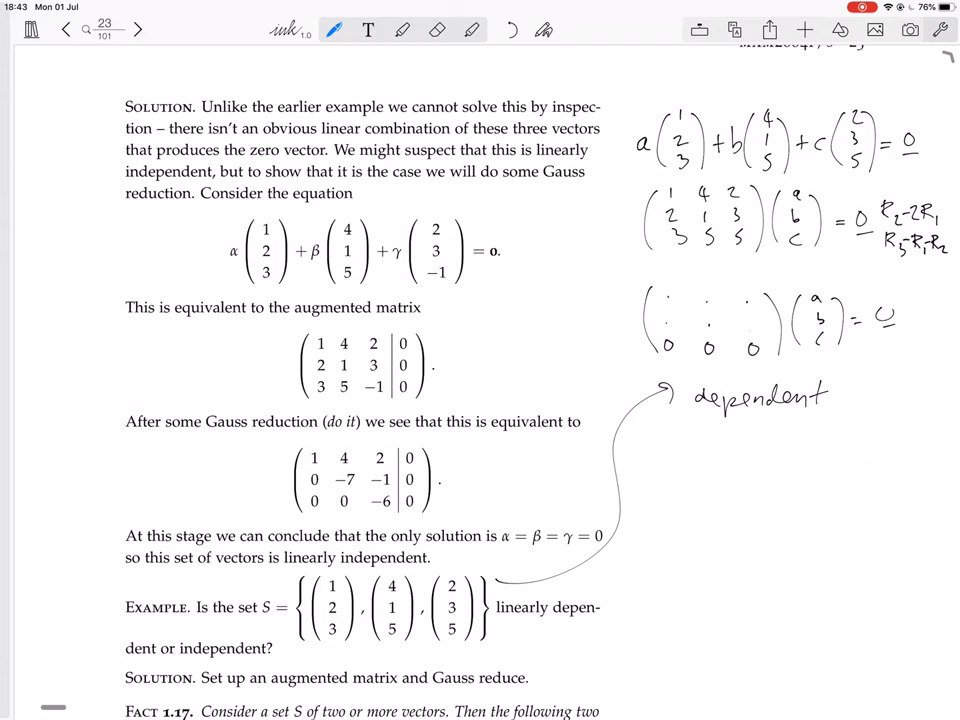 18:43 Mon 01 Jul
76%
23
101
ink 1.0
T
SOLUTION. Unlike the earlier example we cannot solve this by inspec-
tion – there isn't an obvious linear combination of these three vectors
that produces the zero vector. We might suspect that this is linearly
independent, but to show that it is the case we will do some Gauss
reduction. Consider the equation
α ( 1 2 3 ) + β ( 4 1 5 ) + γ ( 2 3 −1 ) = 0.
This is equivalent to the augmented matrix
( 1 4 2 | 0
2 1 3 | 0
3 5 −1 | 0 ).
After some Gauss reduction (do it) we see that this is equivalent to
( 1 4 2 | 0
0 −7 −1 | 0
0 0 −6 | 0 ).
At this stage we can conclude that the only solution is α = β = γ = 0
so this set of vectors is linearly independent.
EXAMPLE. Is the set S = { ( 1 2 3 ), ( 4 1 5 ), ( 2 3 5 ) } linearly depen-
dent or independent?
SOLUTION. Set up an augmented matrix and Gauss reduce.
FACT 1.17. Consider a set S of two or more vectors. Then the following two
a ( 1 2 3 ) + b ( 4 1 5 ) + c ( 2 3 5 ) = 0
( 1 4 2
2 1 3
3 5 5 ) ( a b c ) = 0
R2-2R1
R3-R1-R2
( . . .
. .
0 0 0 ) ( a b c ) = 0
dependent